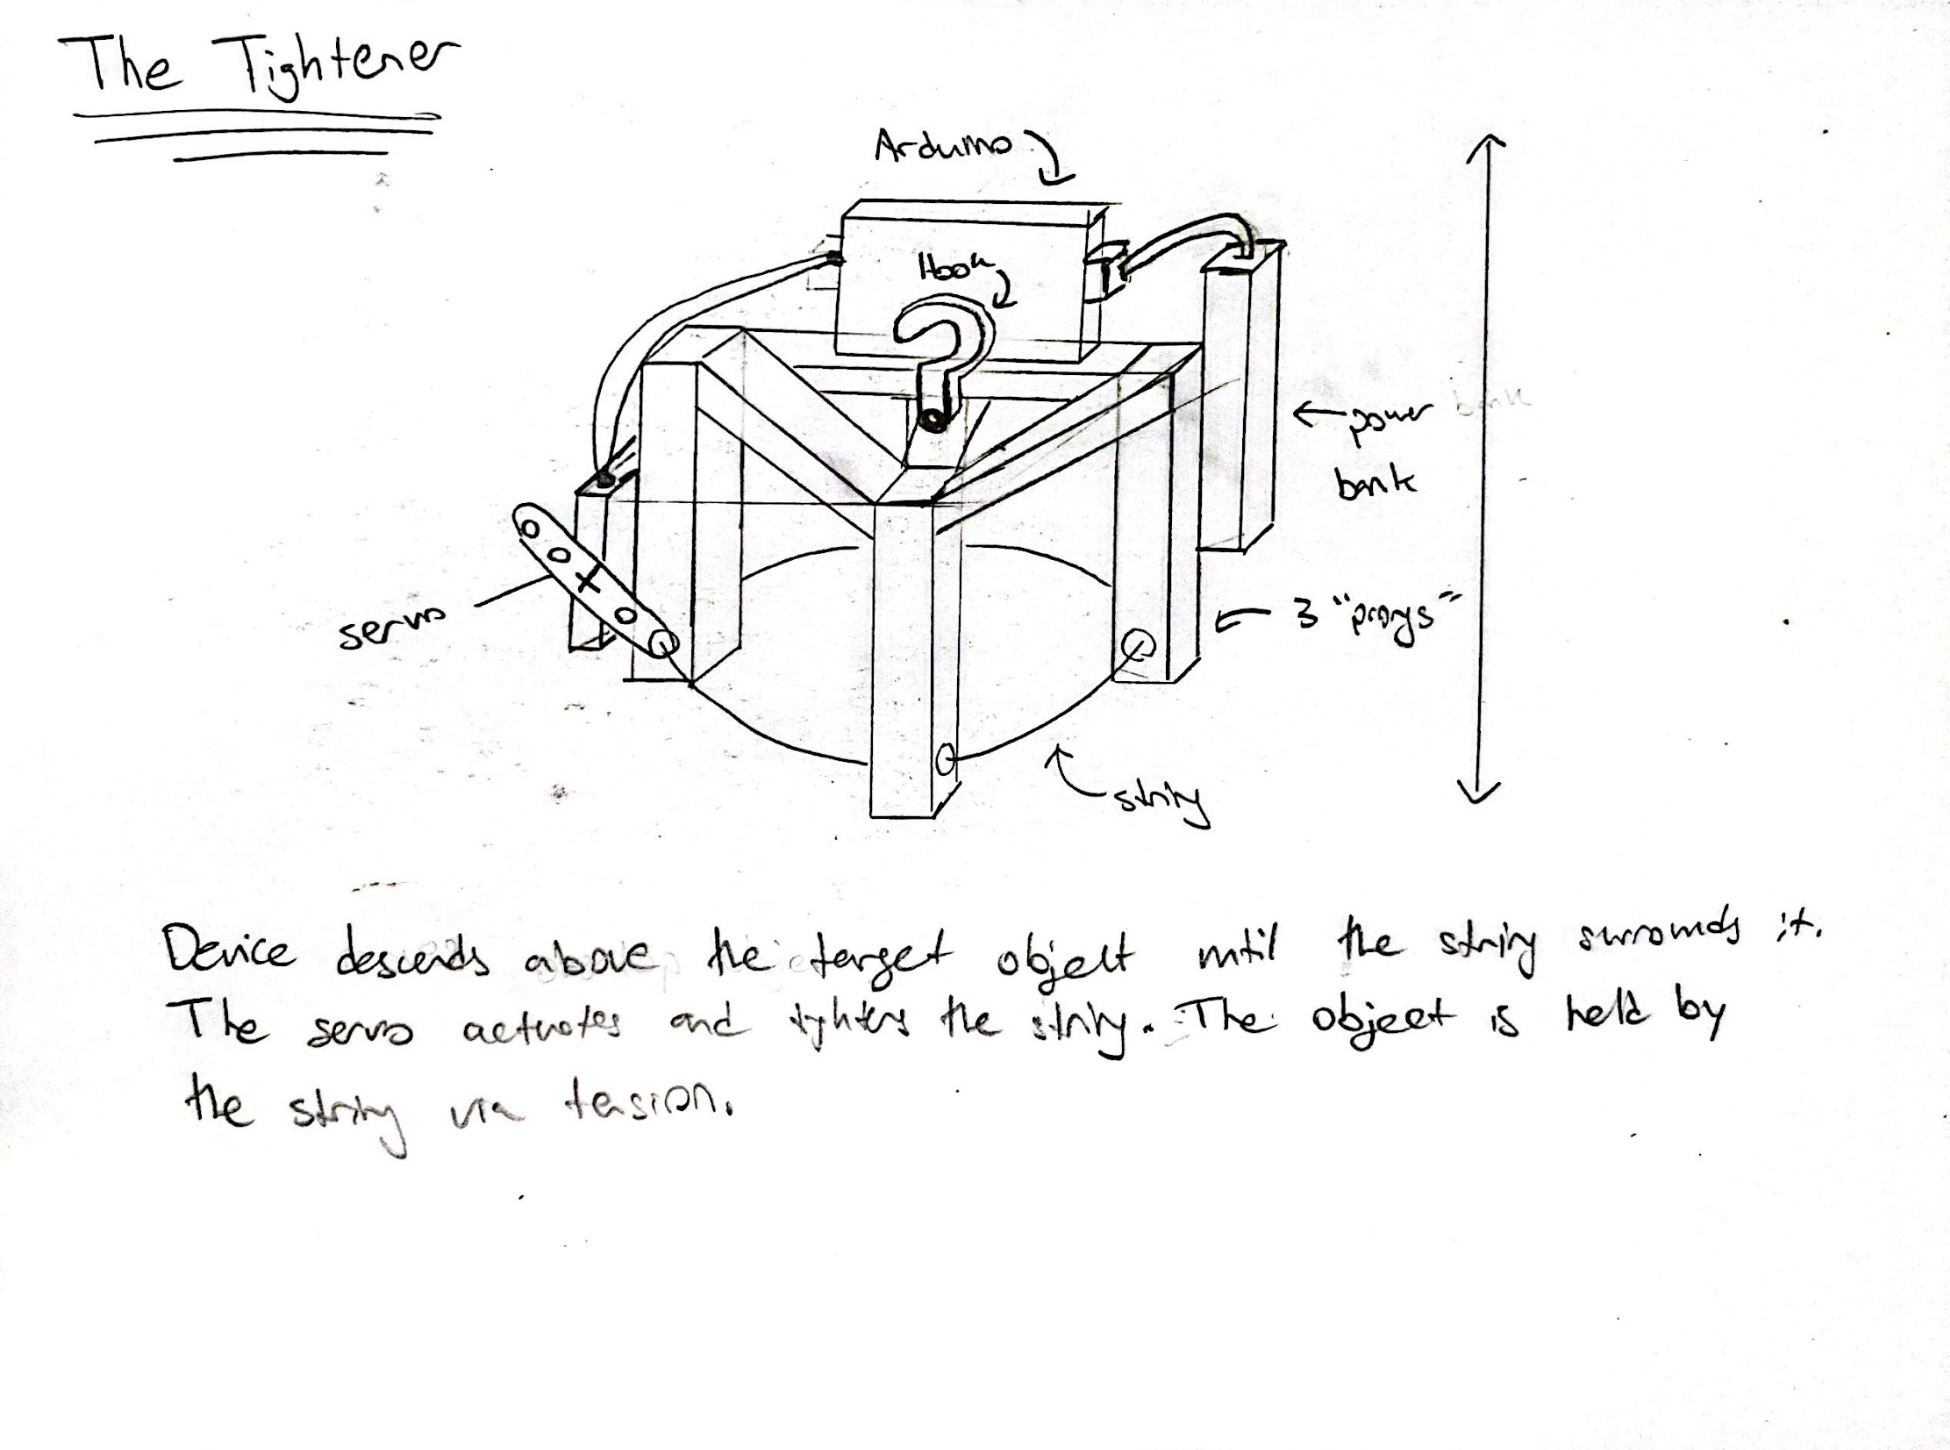 The Tightener
Arduino
Hook
power
bank
servo
3 "prongs"
string
Device descends above the target object until the string surrounds it.
The servo actuates and tightens the string. The object is held by
the string via tension.